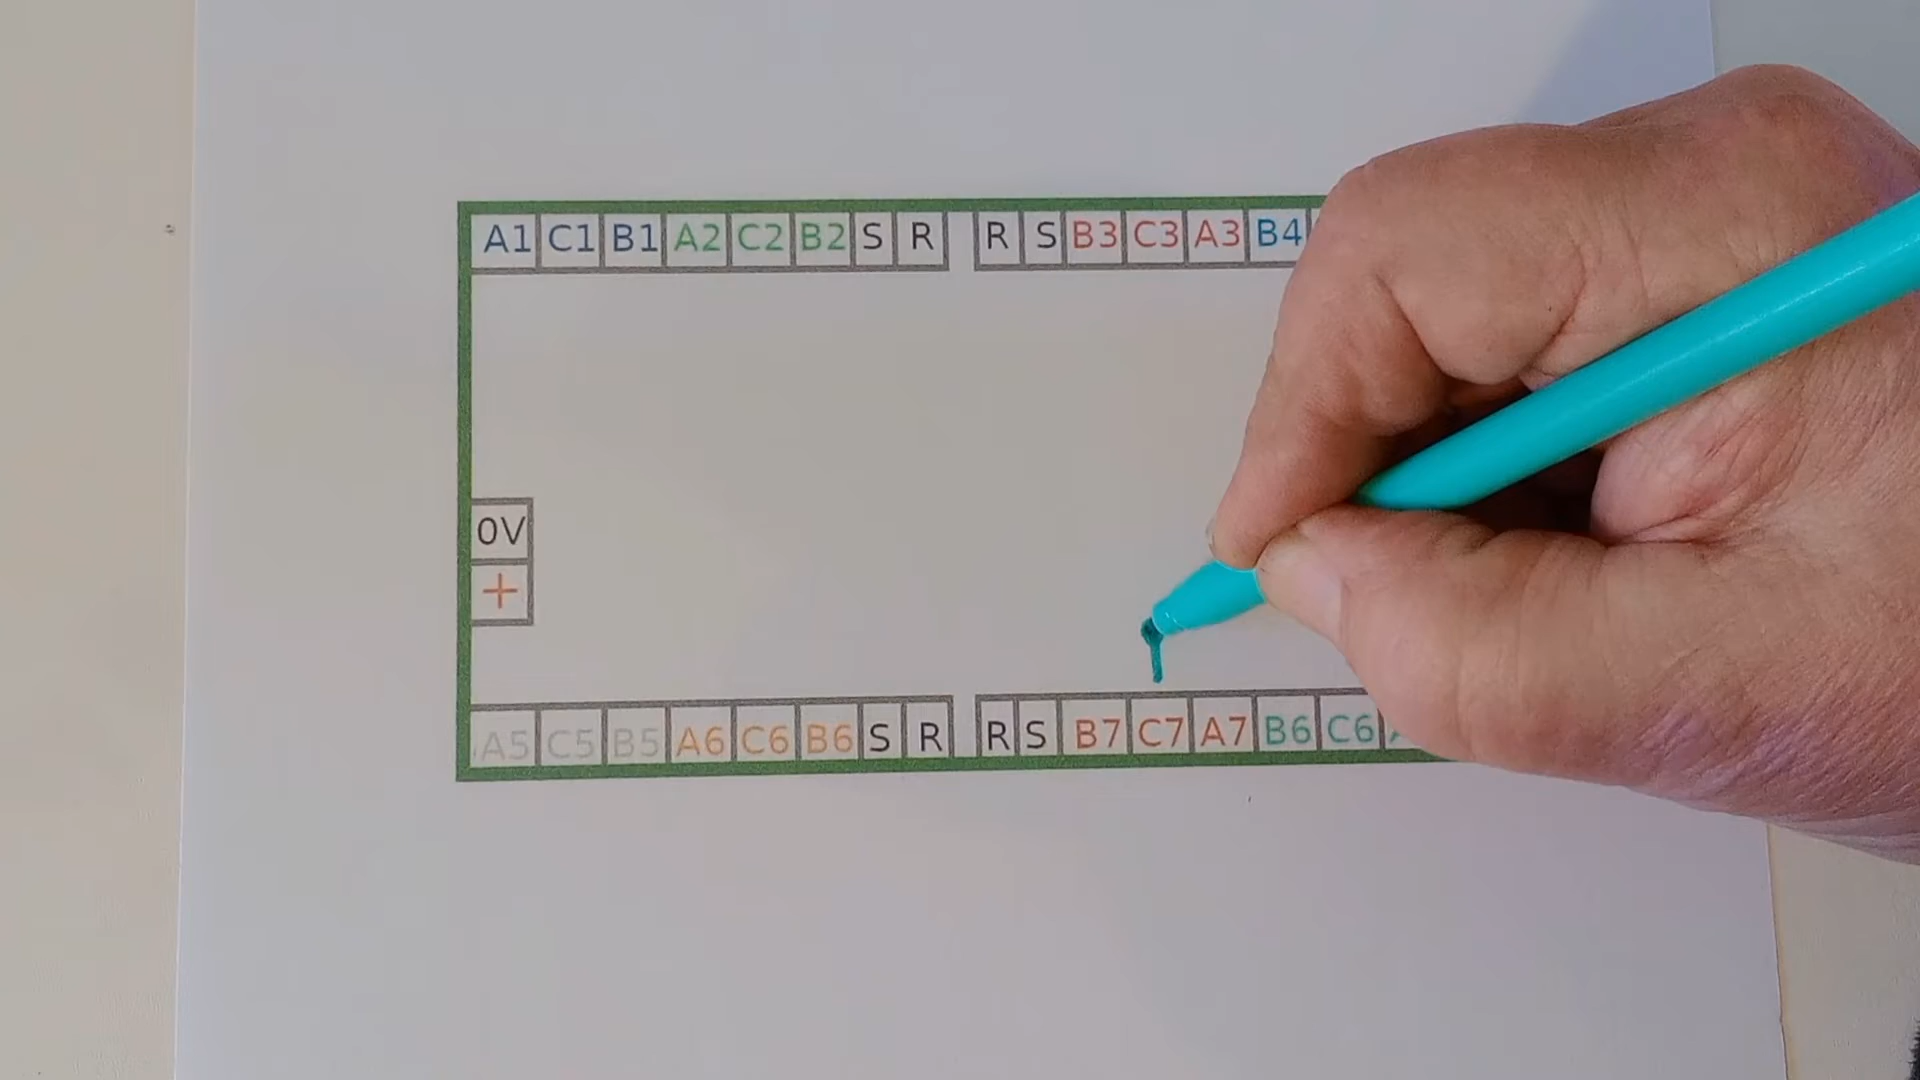 A1 C1 B1 A2 C2 B2 S R R S B3 C3 A3 B4
0V
+
A5 C5 B5 A6 C6 B6 S R R S B7 C7 A7 B6 C6